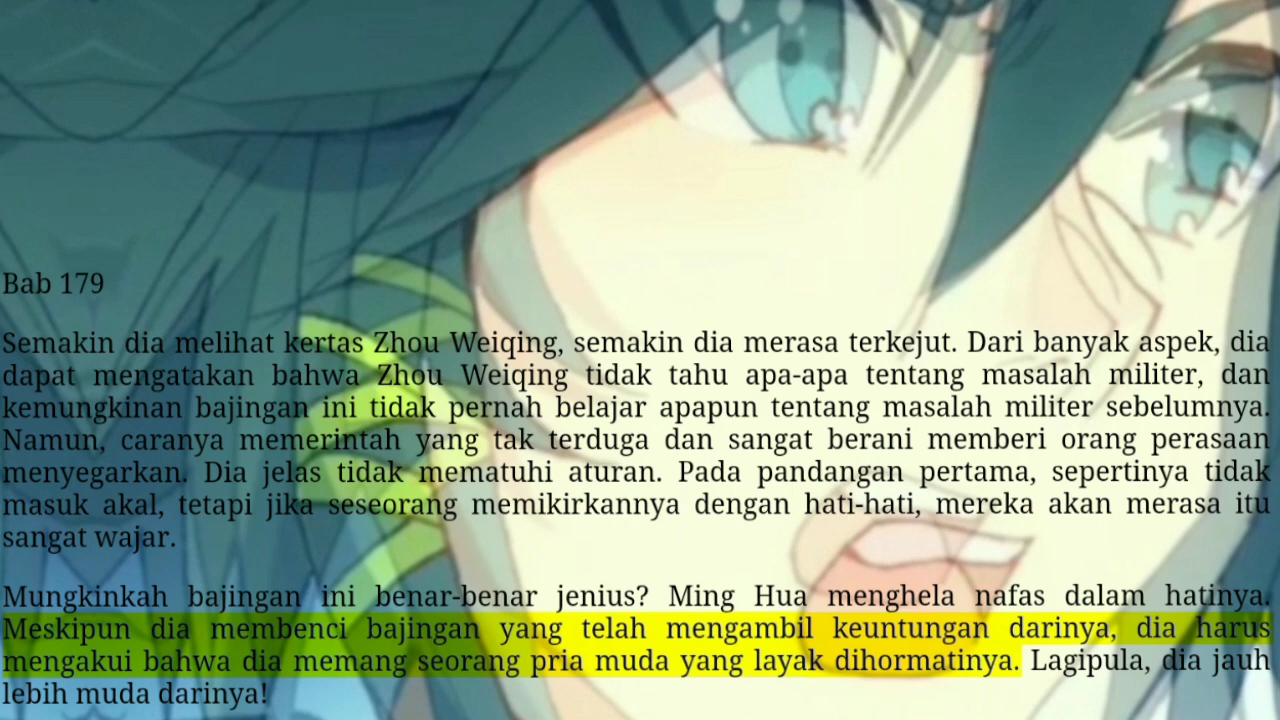 Bab 179
Semakin dia melihat kertas Zhou Weiqing, semakin dia merasa terkejut. Dari banyak aspek, dia
dapat mengatakan bahwa Zhou Weiqing tidak tahu apa-apa tentang masalah militer, dan
kemungkinan bajingan ini tidak pernah belajar apapun tentang masalah militer sebelumnya.
Namun, caranya memerintah yang tak terduga dan sangat berani memberi orang perasaan
menyegarkan. Dia jelas tidak mematuhi aturan. Pada pandangan pertama, sepertinya tidak
masuk akal, tetapi jika seseorang memikirkannya dengan hati-hati, mereka akan merasa itu
sangat wajar.
Mungkinkah bajingan ini benar-benar jenius? Ming Hua menghela nafas dalam hatinya.
Meskipun dia membenci bajingan yang telah mengambil keuntungan darinya, dia harus
mengakui bahwa dia memang seorang pria muda yang layak dihormatinya. Lagipula, dia jauh
lebih muda darinya!